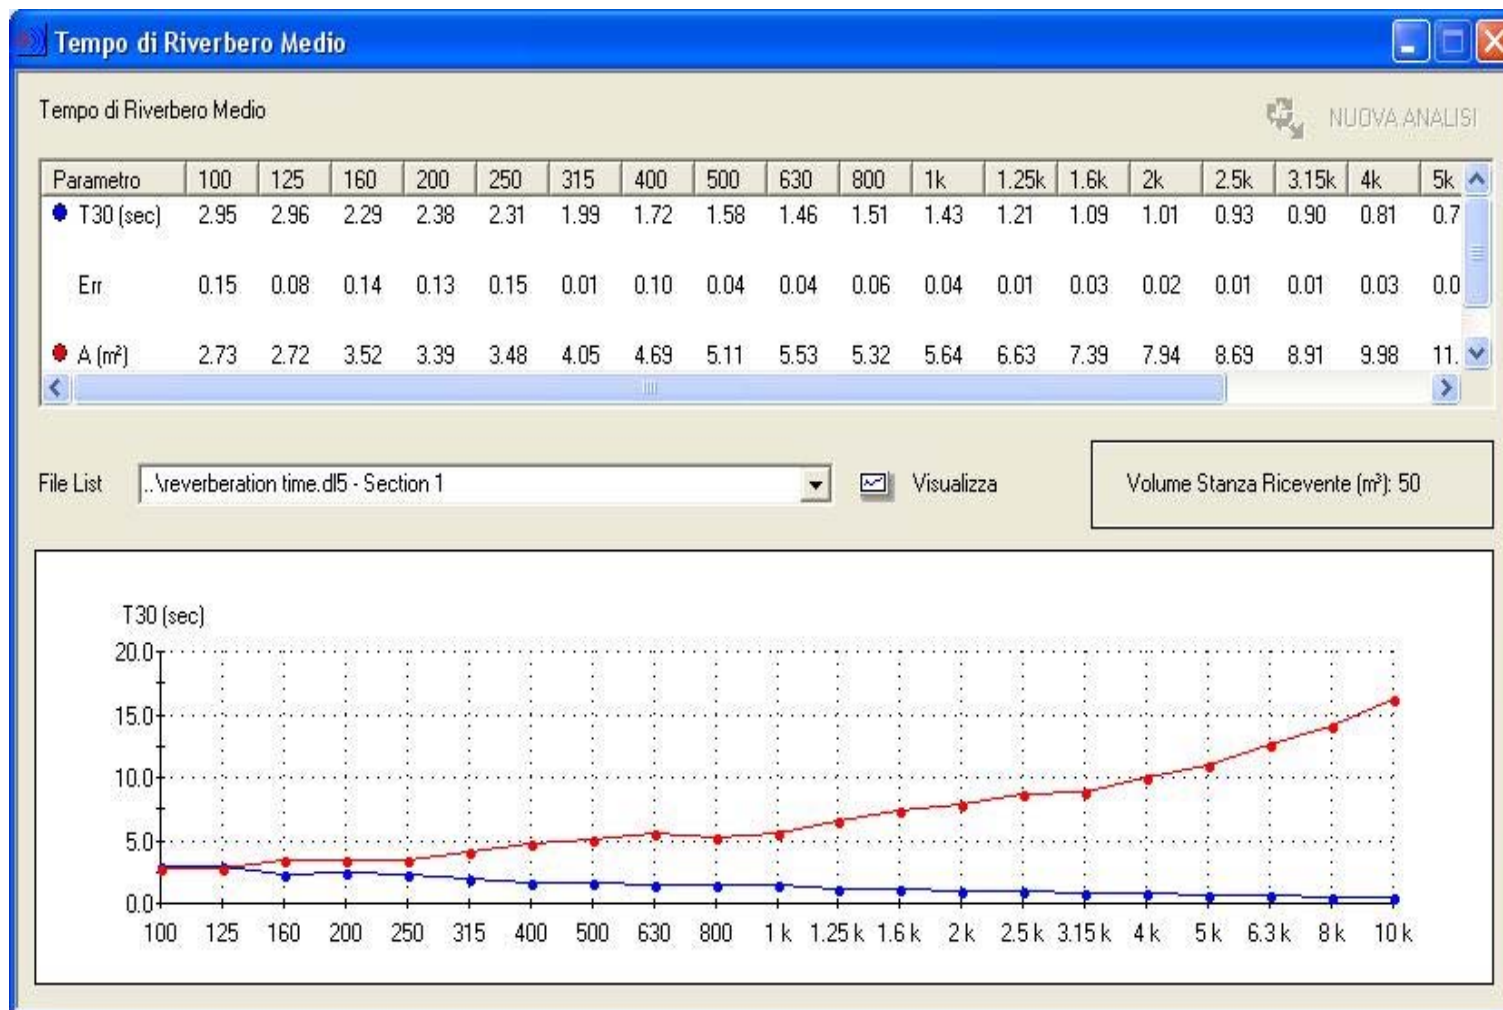 Tempo di Riverbero Medio
Tempo di Riverbero Medio
NUOVA ANALISI
Parametro 100 125 160 200 250 315 400 500 630 800 1k 1.25k 1.6k 2k 2.5k 3.15k 4k 5k
T30 (sec) 2.95 2.96 2.29 2.38 2.31 1.99 1.72 1.58 1.46 1.51 1.43 1.21 1.09 1.01 0.93 0.90 0.81 0.7
Err 0.15 0.08 0.14 0.13 0.15 0.01 0.10 0.04 0.04 0.06 0.04 0.01 0.03 0.02 0.01 0.01 0.03 0.0
A (m²) 2.73 2.72 3.52 3.39 3.48 4.05 4.69 5.11 5.53 5.32 5.64 6.63 7.39 7.94 8.69 8.91 9.98 11.
File List ..\reverberation time.dl5 - Section 1 Visualizza Volume Stanza Ricevente (m³): 50
T30 (sec)
20.0
15.0
10.0
5.0
0.0
100 125 160 200 250 315 400 500 630 800 1 k 1.25 k 1.6 k 2 k 2.5 k 3.15 k 4 k 5 k 6.3 k 8 k 10 k